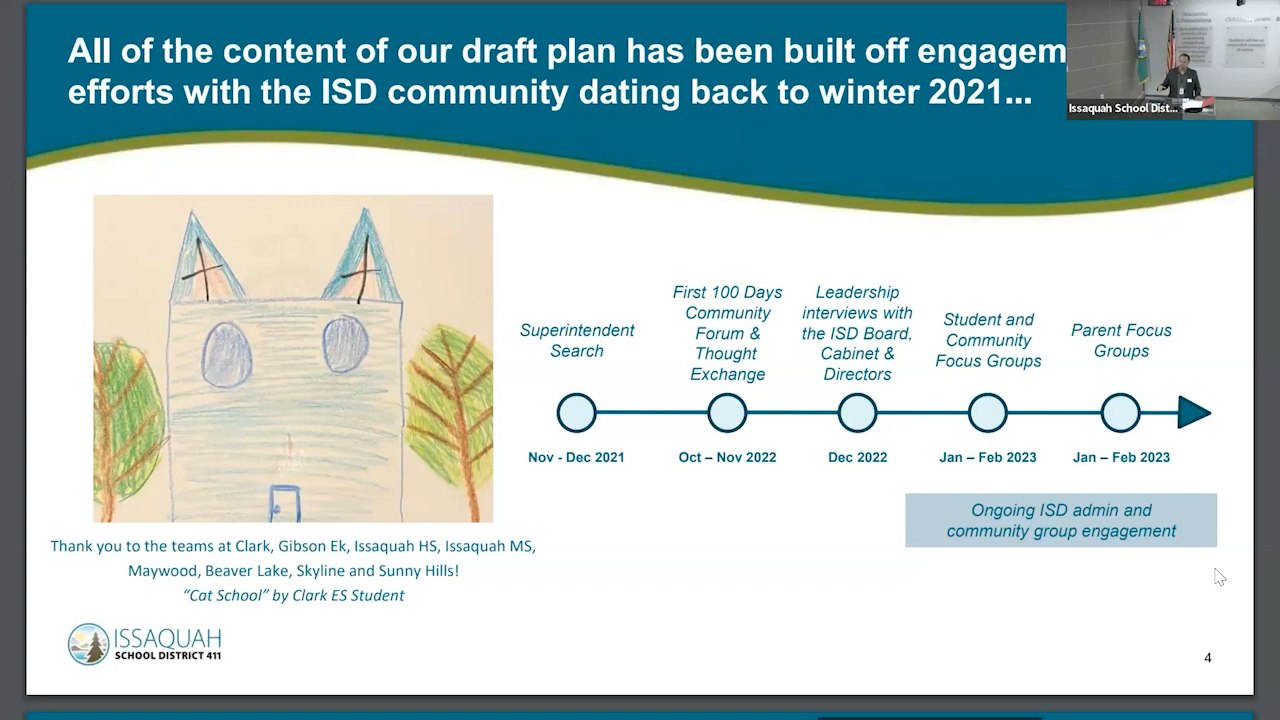 All of the content of our draft plan has been built off engagem
efforts with the ISD community dating back to winter 2021...
Issaquah School Dist...
Superintendent
Search
First 100 Days
Community
Forum &
Thought
Exchange
Leadership
interviews with
the ISD Board,
Cabinet &
Directors
Student and
Community
Focus Groups
Parent Focus
Groups
Nov - Dec 2021
Oct – Nov 2022
Dec 2022
Jan – Feb 2023
Jan – Feb 2023
Ongoing ISD admin and
community group engagement
Thank you to the teams at Clark, Gibson Ek, Issaquah HS, Issaquah MS,
Maywood, Beaver Lake, Skyline and Sunny Hills!
“Cat School” by Clark ES Student
ISSAQUAH
SCHOOL DISTRICT 411
4